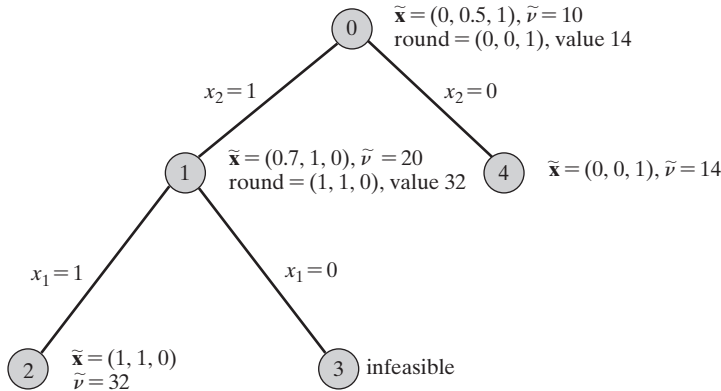 0
x̃ = (0, 0.5, 1), ν̃ = 10
round = (0, 0, 1), value 14
x₂ = 1
x₂ = 0
1
x̃ = (0.7, 1, 0), ν̃ = 20
round = (1, 1, 0), value 32
4
x̃ = (0, 0, 1), ν̃ = 14
x₁ = 1
x₁ = 0
2
x̃ = (1, 1, 0)
ν̃ = 32
3
infeasible